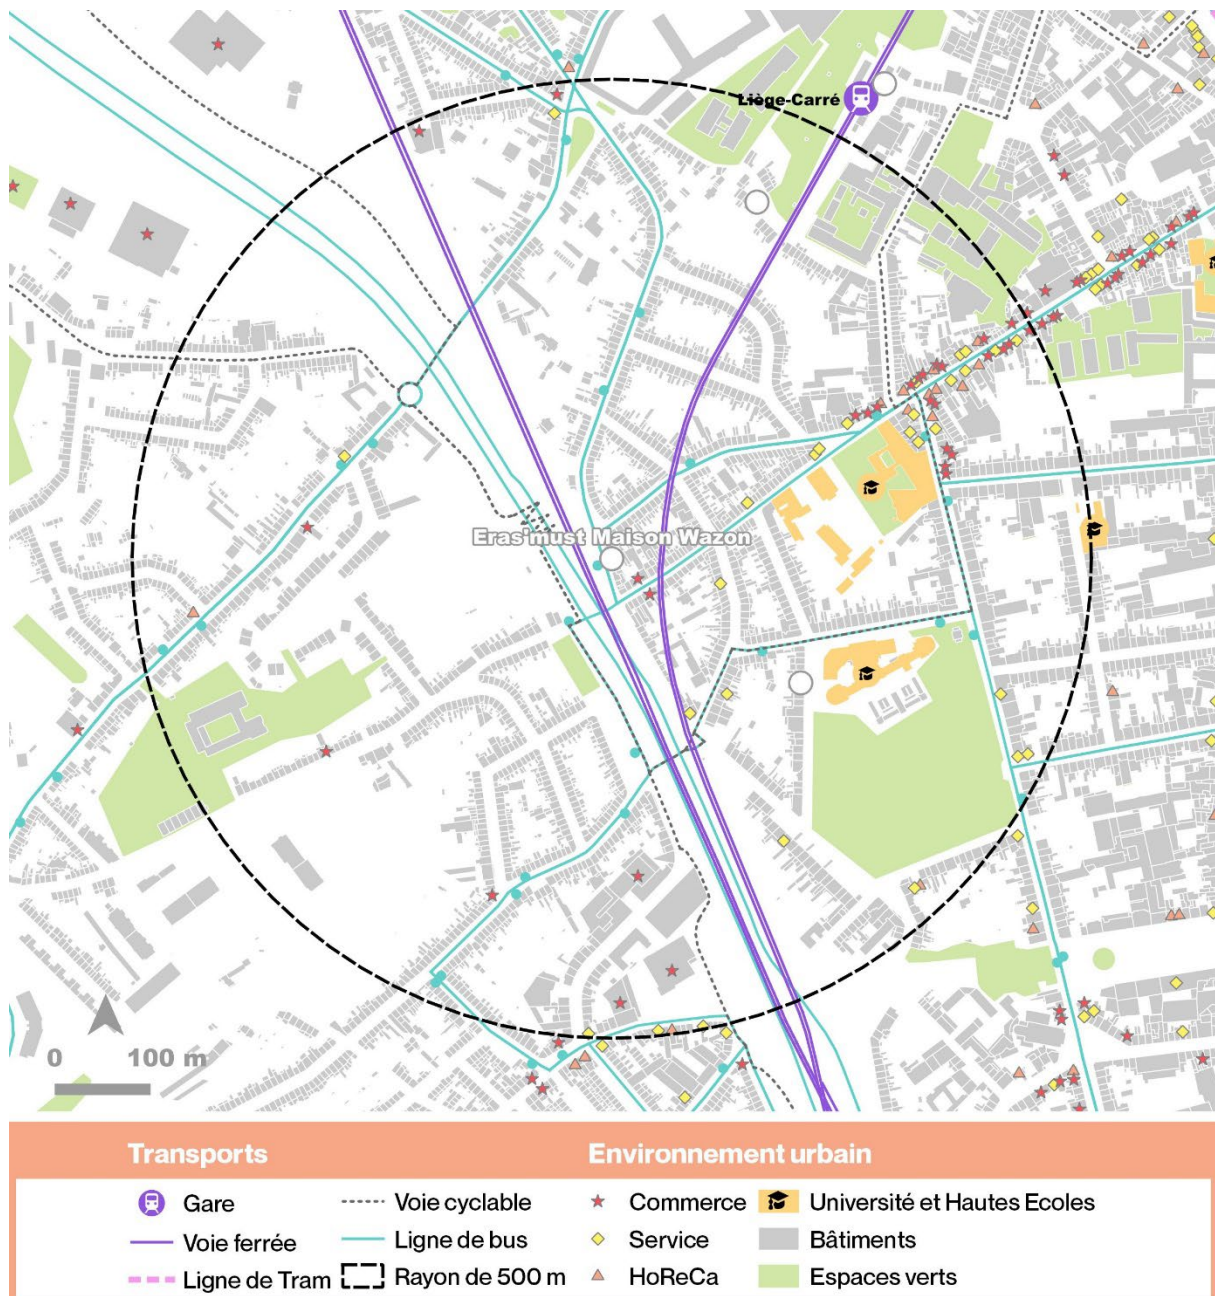 Liège-Carré
Eras'must Maison Wazon
0 100 m
Transports
Environnement urbain
Gare
Voie cyclable
Commerce
Université et Hautes Ecoles
Voie ferrée
Ligne de bus
Service
Bâtiments
Ligne de Tram
Rayon de 500 m
HoReCa
Espaces verts